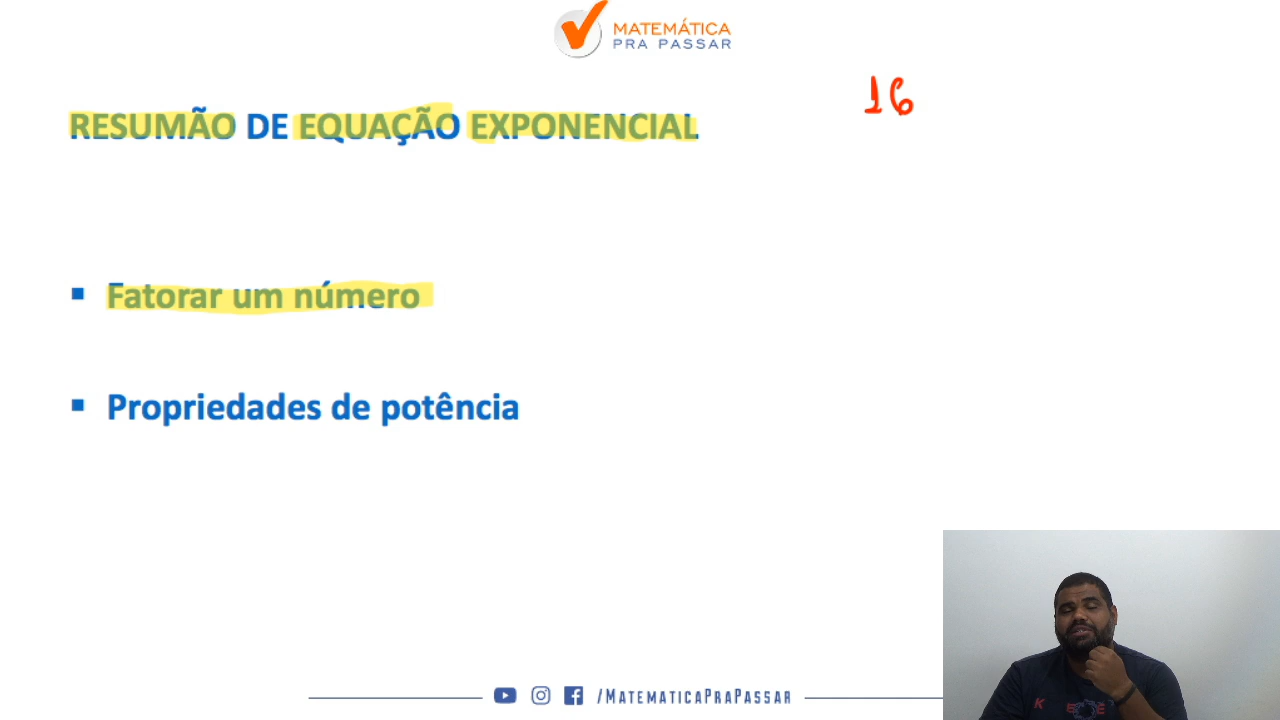 MATEMÁTICA
PRA PASSAR
16
RESUMÃO DE EQUAÇÃO EXPONENCIAL
▪ Fatorar um número
▪ Propriedades de potência
/MATEMATICAPRAPASSAR
K